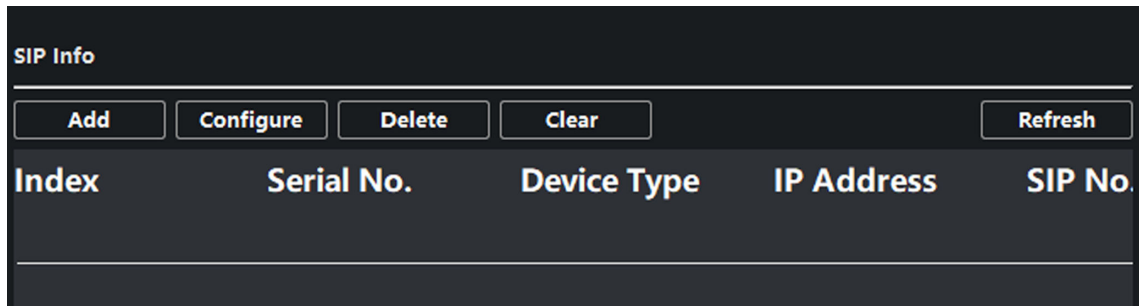 SIP Info
Add Configure Delete Clear Refresh
Index Serial No. Device Type IP Address SIP No.